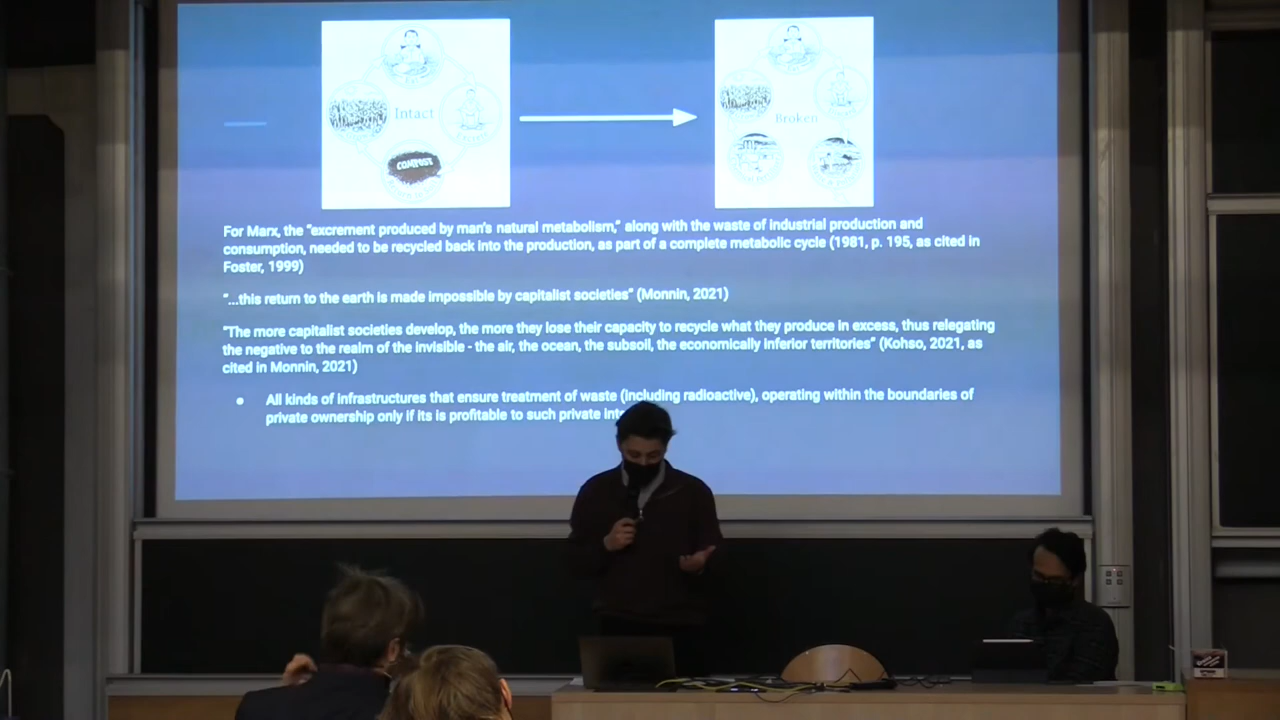 Intact
COMPOST
Broken
For Marx, the "excrement produced by man's natural metabolism," along with the waste of industrial production and
consumption, needed to be recycled back into the production, as part of a complete metabolic cycle (1981, p. 195, as cited in
Foster, 1999)
"...this return to the earth is made impossible by capitalist societies" (Monnin, 2021)
"The more capitalist societies develop, the more they lose their capacity to recycle what they produce in excess, thus relegating
the negative to the realm of the invisible - the air, the ocean, the subsoil, the economically inferior territories" (Kohso, 2021, as
cited in Monnin, 2021)
● All kinds of infrastructures that ensure treatment of waste (including radioactive), operating within the boundaries of
private ownership only if its is profitable to such private